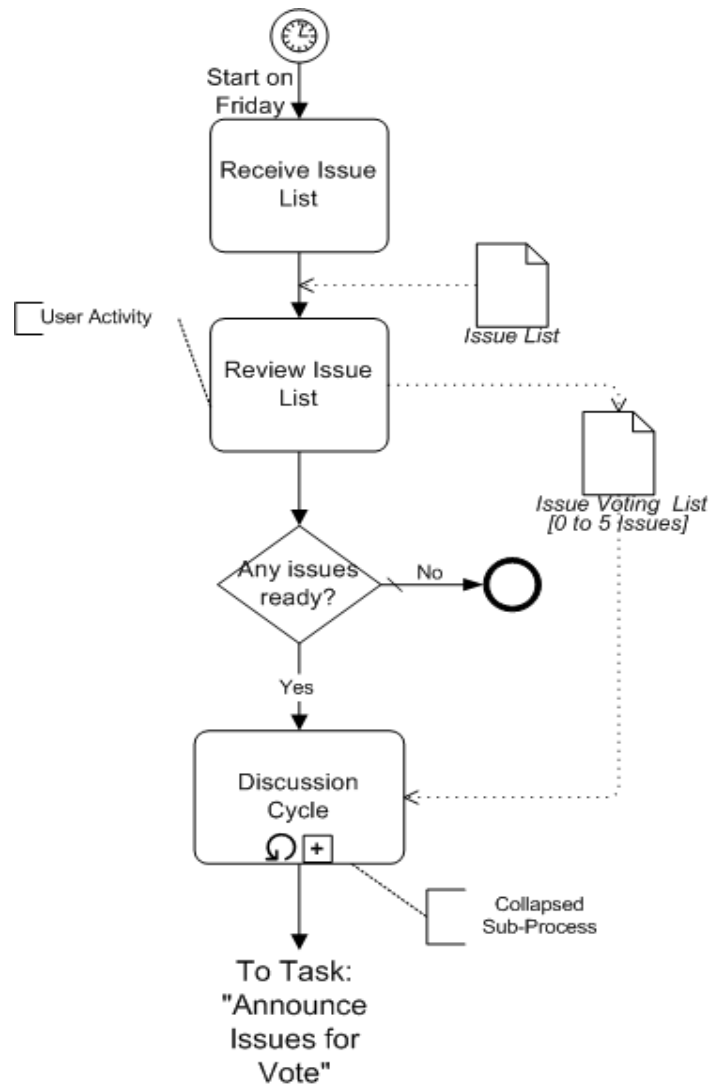 Start on
Friday
Receive Issue
List
Issue List
User Activity
Review Issue
List
Issue Voting List
[0 to 5 Issues]
Any issues
ready?
No
Yes
Discussion
Cycle
Collapsed
Sub-Process
To Task:
"Announce
Issues for
Vote"